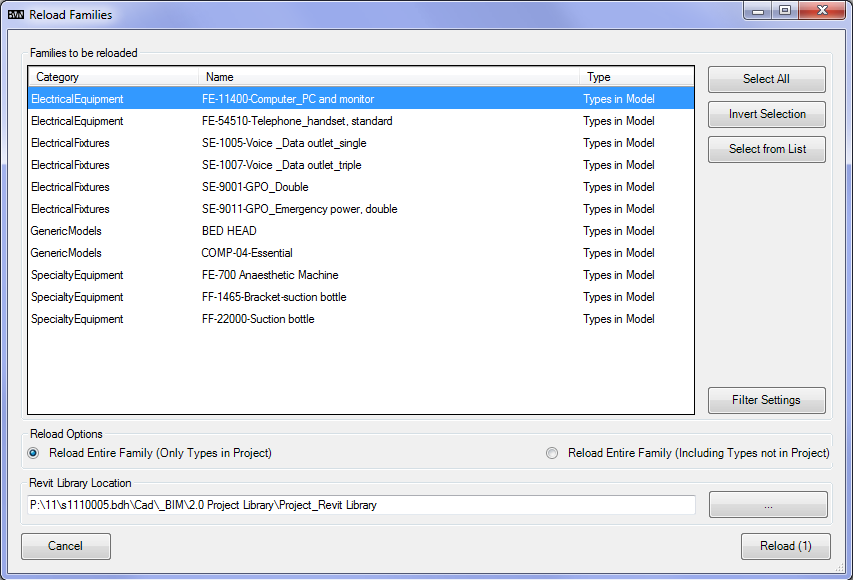 Reload Families
Families to be reloaded
Category Name Type
ElectricalEquipment FE-11400-Computer_PC and monitor Types in Model
ElectricalEquipment FE-54510-Telephone_handset, standard Types in Model
ElectricalFixtures SE-1005-Voice _Data outlet_single Types in Model
ElectricalFixtures SE-1007-Voice _Data outlet_triple Types in Model
ElectricalFixtures SE-9001-GPO_Double Types in Model
ElectricalFixtures SE-9011-GPO_Emergency power, double Types in Model
GenericModels BED HEAD Types in Model
GenericModels COMP-04-Essential Types in Model
SpecialtyEquipment FE-700 Anaesthetic Machine Types in Model
SpecialtyEquipment FF-1465-Bracket-suction bottle Types in Model
SpecialtyEquipment FF-22000-Suction bottle Types in Model
Select All
Invert Selection
Select from List
Filter Settings
Reload Options
Reload Entire Family (Only Types in Project) Reload Entire Family (Including Types not in Project)
Revit Library Location
P:\11\s1110005.bdh\Cad\_BIM\2.0 Project Library\Project_Revit Library ...
Cancel Reload (1)